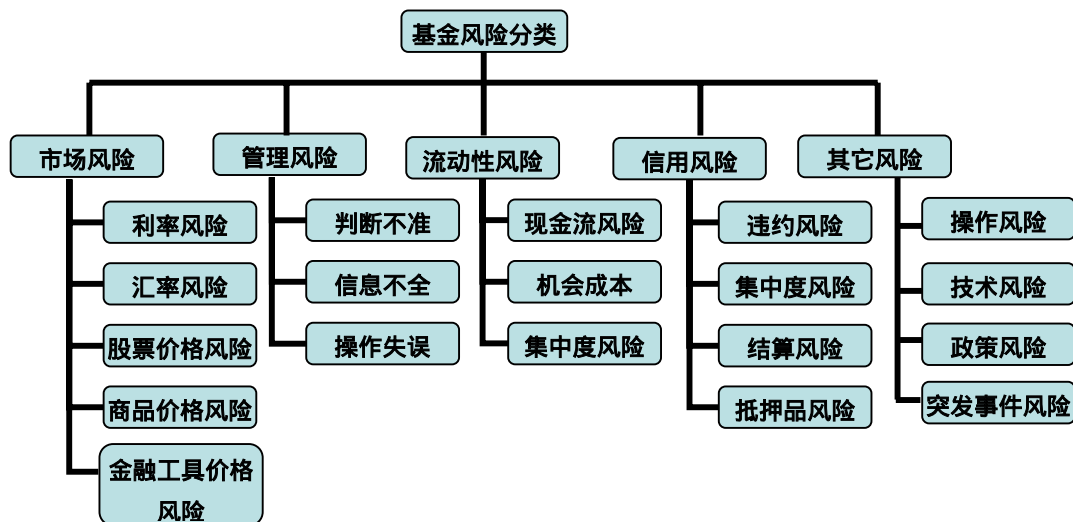 基金风险分类
市场风险
管理风险
流动性风险
信用风险
其它风险
利率风险
汇率风险
股票价格风险
商品价格风险
金融工具价格
风险
判断不准
信息不全
操作失误
现金流风险
机会成本
集中度风险
违约风险
集中度风险
结算风险
抵押品风险
操作风险
技术风险
政策风险
突发事件风险